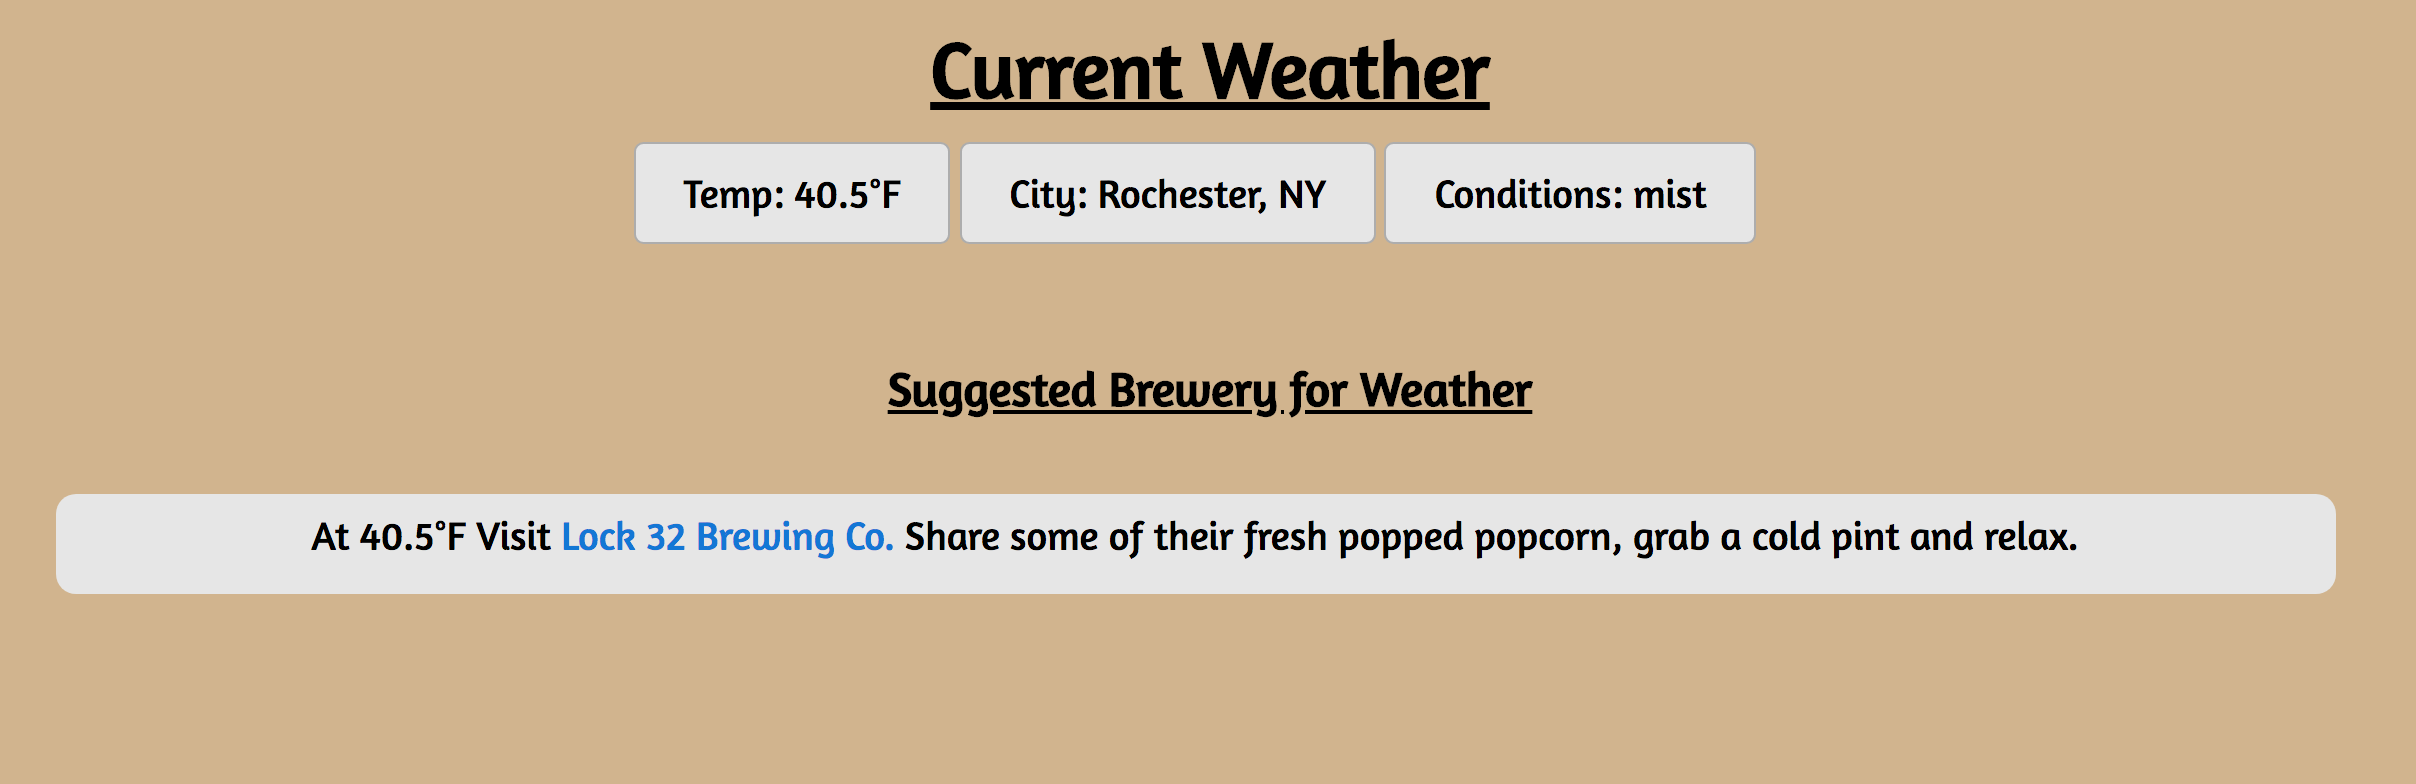 Current Weather
Temp: 40.5°F City: Rochester, NY Conditions: mist
Suggested Brewery for Weather
At 40.5°F Visit Lock 32 Brewing Co. Share some of their fresh popped popcorn, grab a cold pint and relax.